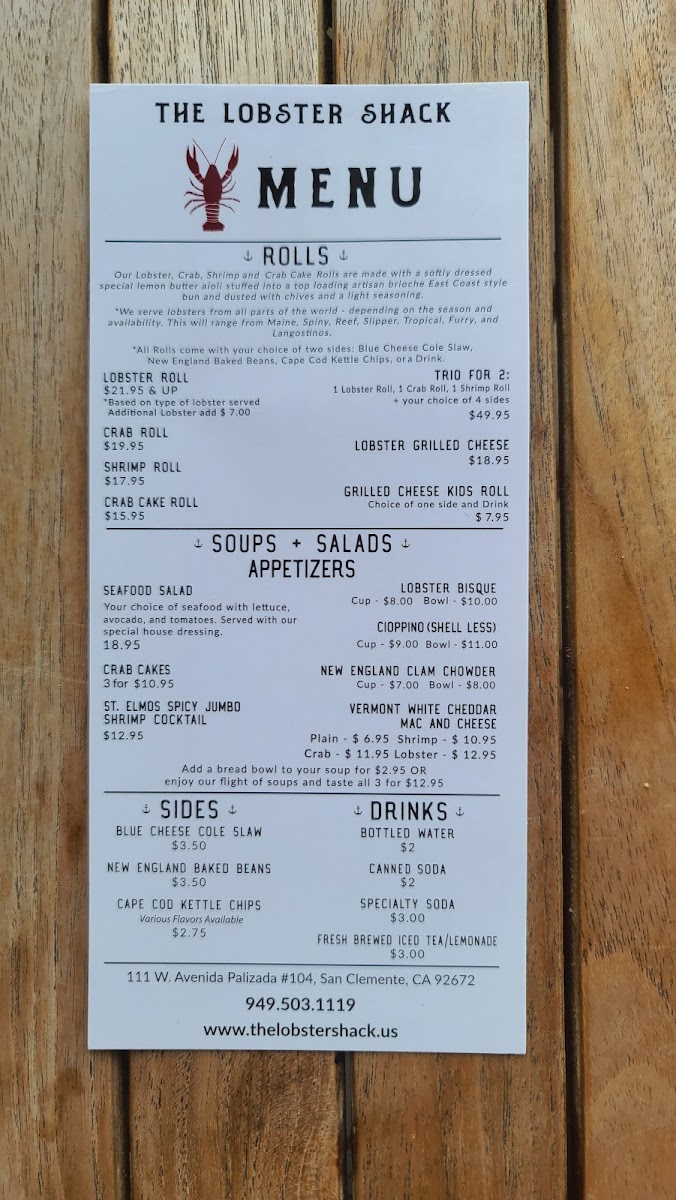 THE LOBSTER SHACK
MENU
ROLLS
Our Lobster, Crab, Shrimp and Crab Cake Rolls are made with a softly dressed
special lemon butter aioli stuffed into a top loading artisan brioche East Coast style
bun and dusted with chives and a light seasoning.
*We serve lobsters from all parts of the world - depending on the season and
availability. This will range from Maine, Spiny, Reef, Slipper, Tropical, Furry, and
Langostinos.
*All Rolls come with your choice of two sides: Blue Cheese Cole Slaw,
New England Baked Beans, Cape Cod Kettle Chips, ora Drink.
LOBSTER ROLL
$21.95 & UP
*Based on type of lobster served
Additional Lobster add $ 7.00
CRAB ROLL
$19.95
SHRIMP ROLL
$17.95
CRAB CAKE ROLL
$15.95
TRIO FOR 2:
1 Lobster Roll, 1 Crab Roll, 1 Shrimp Roll
+ your choice of 4 sides
$49.95
LOBSTER GRILLED CHEESE
$18.95
GRILLED CHEESE KIDS ROLL
Choice of one side and Drink
$ 7.95
SOUPS + SALADS
APPETIZERS
SEAFOOD SALAD
Your choice of seafood with lettuce,
avocado, and tomatoes. Served with our
special house dressing.
18.95
CRAB CAKES
3 for $10.95
ST. ELMOS SPICY JUMBO
SHRIMP COCKTAIL
$12.95
LOBSTER BISQUE
Cup - $8.00 Bowl - $10.00
CIOPPINO (SHELL LESS)
Cup - $9.00 Bowl - $11.00
NEW ENGLAND CLAM CHOWDER
Cup - $7.00 Bowl - $8.00
VERMONT WHITE CHEDDAR
MAC AND CHEESE
Plain - $ 6.95 Shrimp - $ 10.95
Crab - $ 11.95 Lobster - $ 12.95
Add a bread bowl to your soup for $2.95 OR
enjoy our flight of soups and taste all 3 for $12.95
SIDES
BLUE CHEESE COLE SLAW
$3.50
NEW ENGLAND BAKED BEANS
$3.50
CAPE COD KETTLE CHIPS
Various Flavors Available
$2.75
DRINKS
BOTTLED WATER
$2
CANNED SODA
$2
SPECIALTY SODA
$3.00
FRESH BREWED ICED TEA/LEMONADE
$3.00
111 W. Avenida Palizada #104, San Clemente, CA 92672
949.503.1119
www.thelobstershack.us